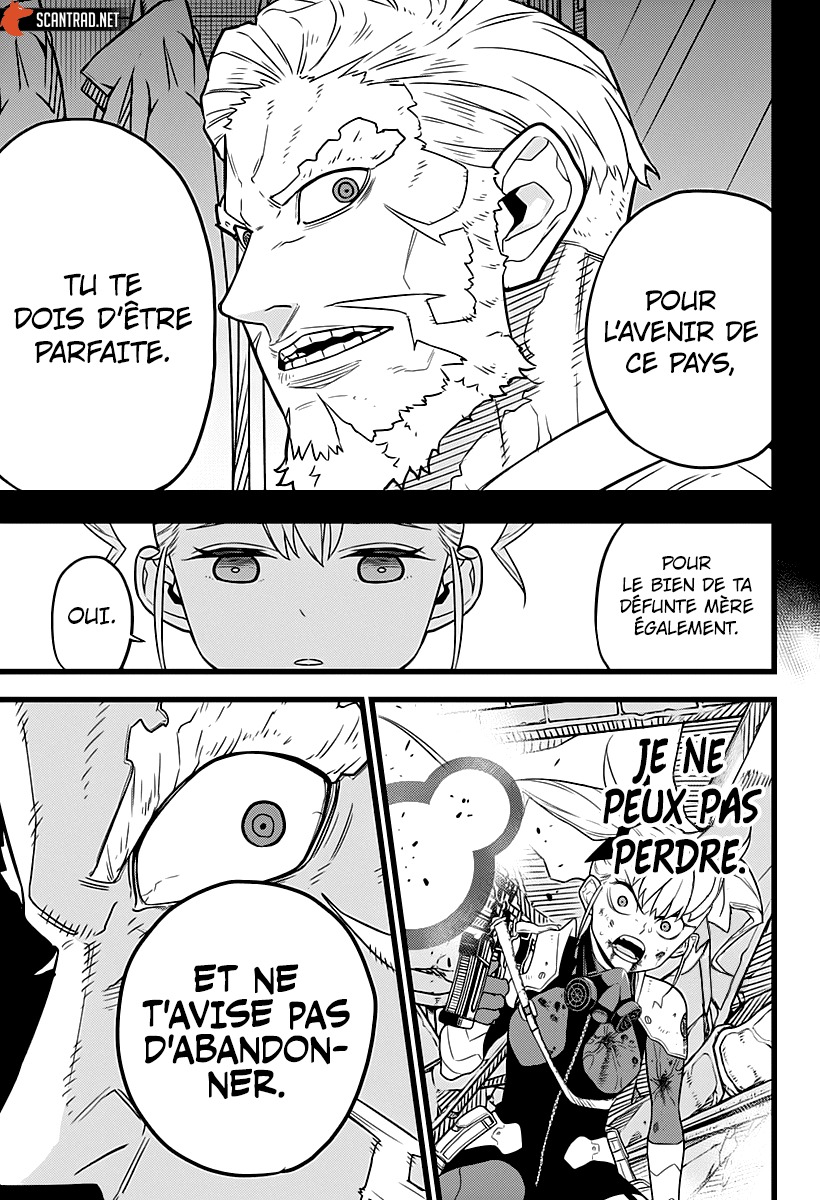 SCANTRAD.NET
POUR
L'AVENIR DE
CE PAYS,
TU TE
DOIS D'ÊTRE
PARFAITE.
POUR
LE BIEN DE TA
DÉFUNTE MÈRE
ÉGALEMENT.
OUI.
JE NE
PEUX PAS
PERDRE.
ET NE
T'AVISE PAS
D'ABANDON-
NER.